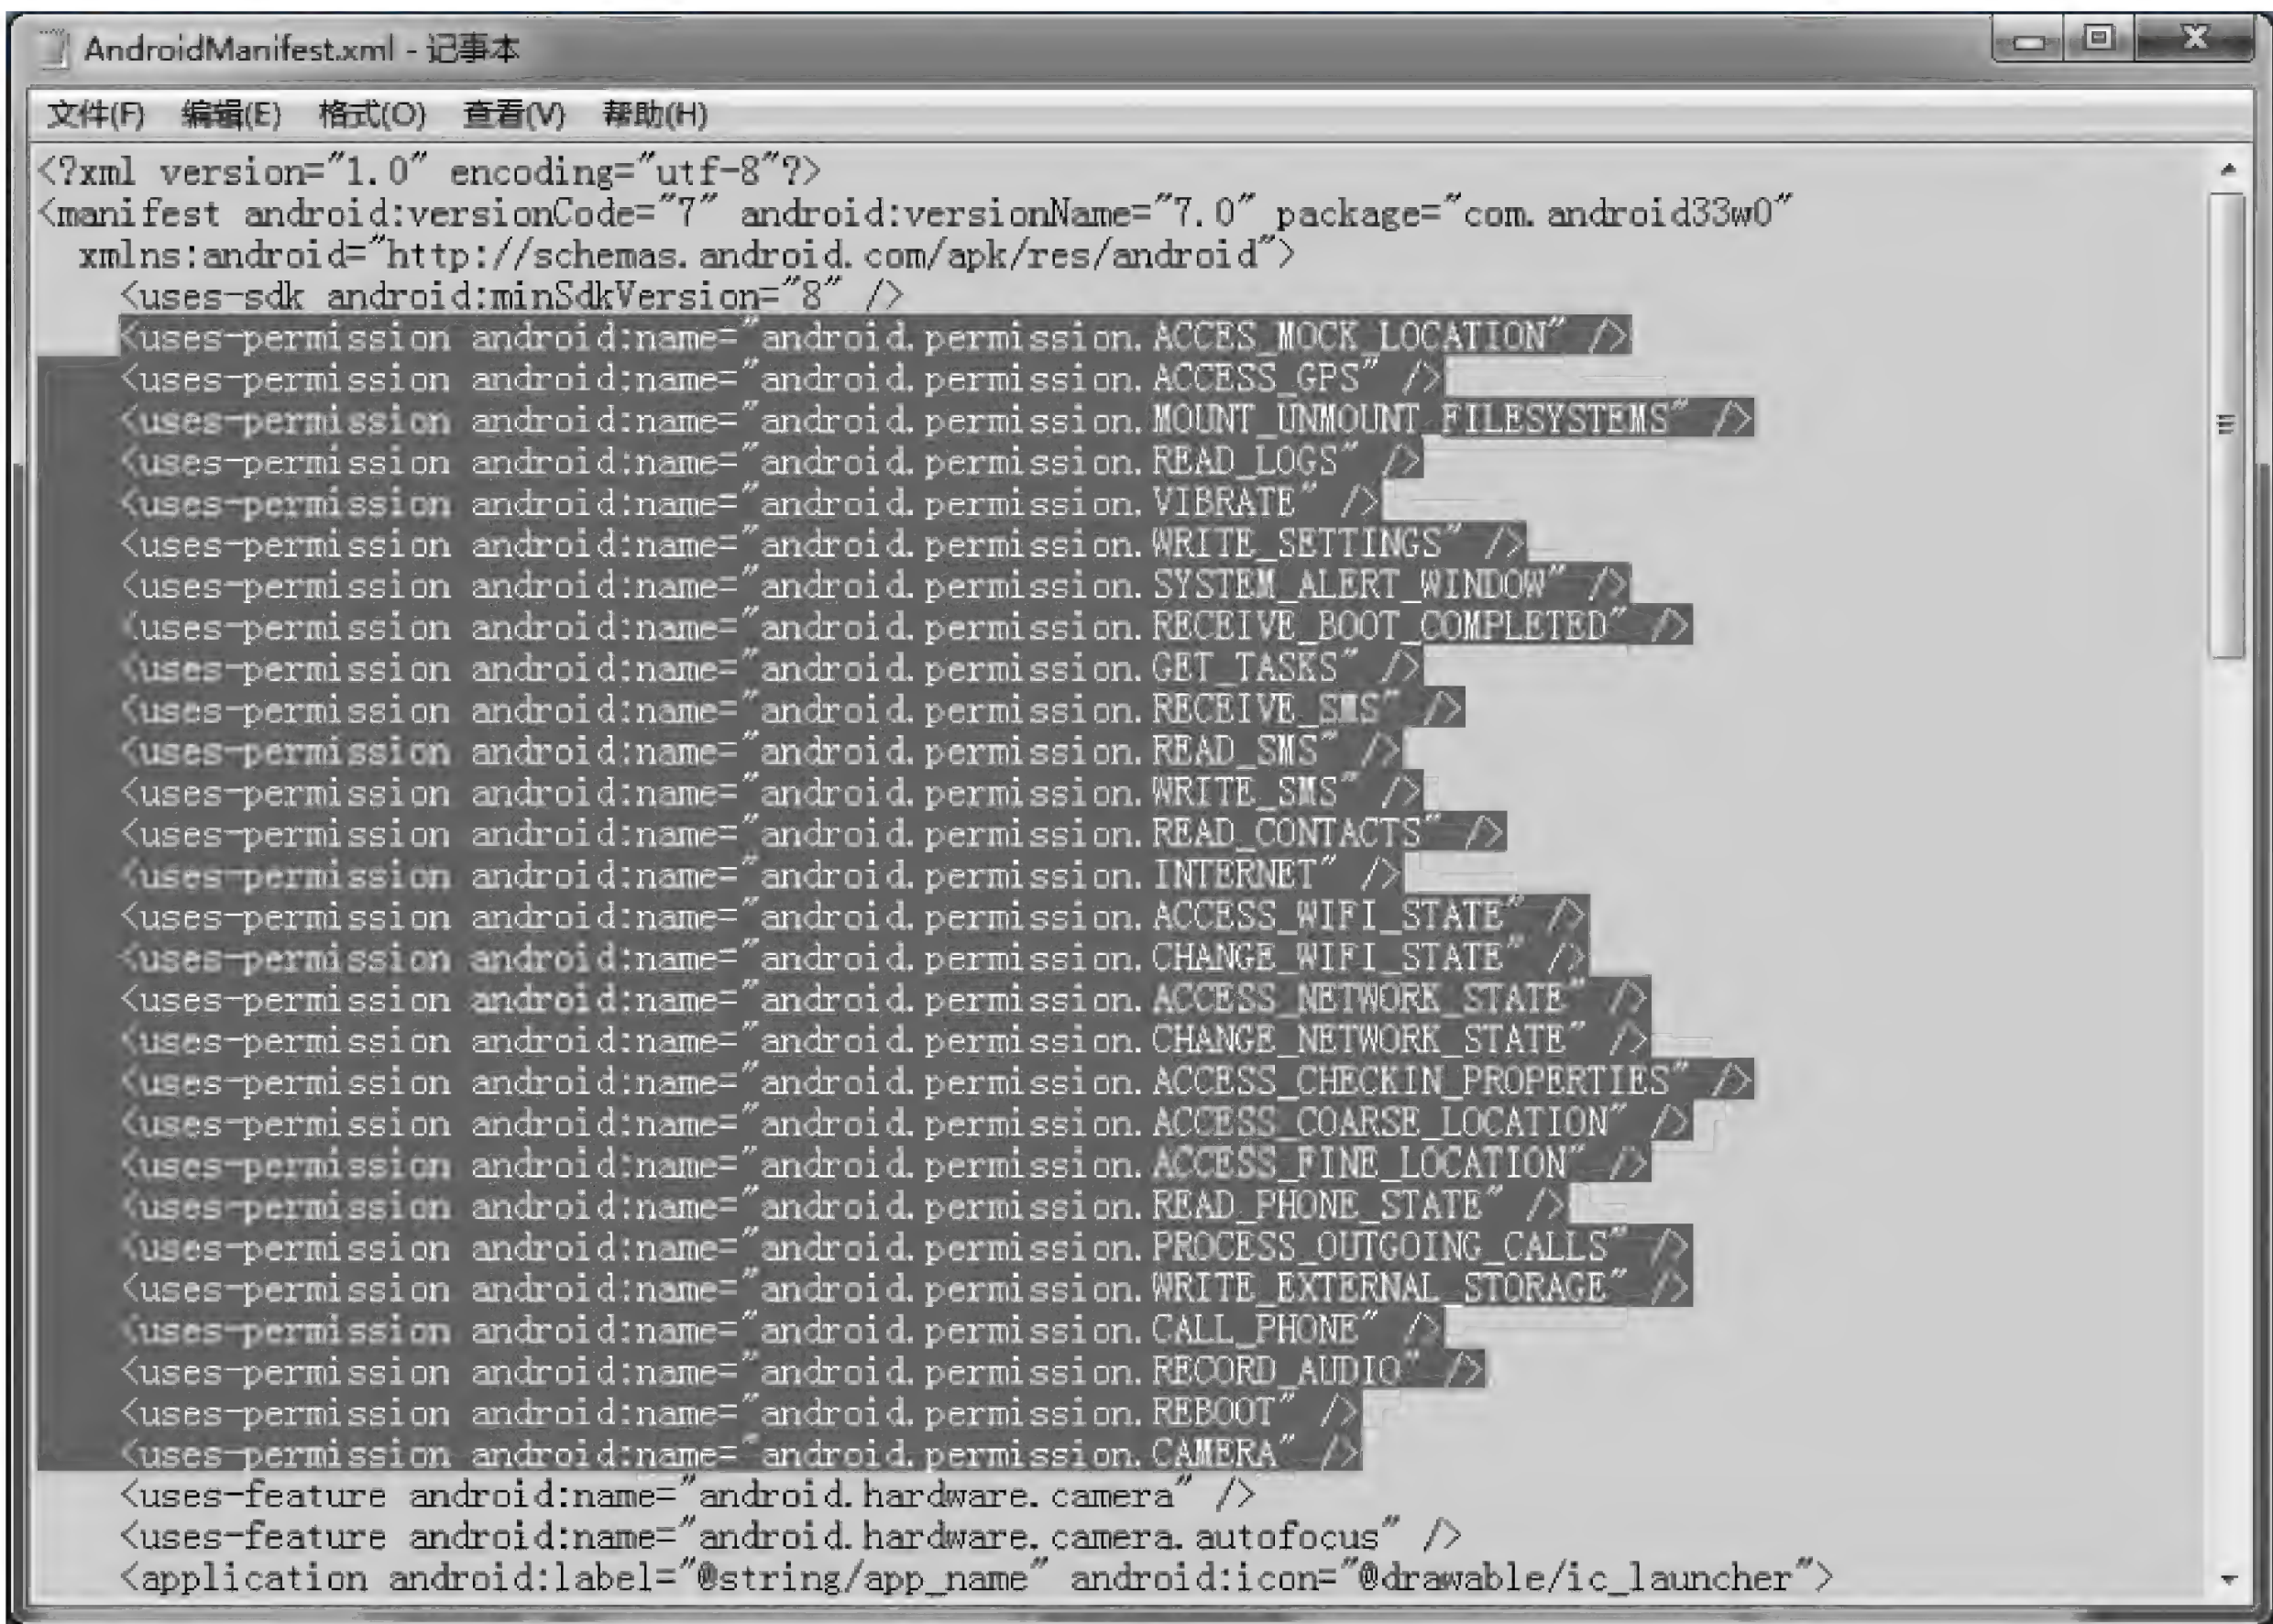 AndroidManifest.xml - 记事本
文件(F) 编辑(E) 格式(O) 查看(V) 帮助(H)
<?xml version="1.0" encoding="utf-8"?>
<manifest android:versionCode="7" android:versionName="7.0" package="com.android33w0"
xmlns:android="http://schemas.android.com/apk/res/android">
<uses-sdk android:minSdkVersion="8" />
<uses-permission android:name="android.permission.ACCES_MOCK_LOCATION" />
<uses-permission android:name="android.permission.ACCESS_GPS" />
<uses-permission android:name="android.permission.MOUNT_UNMOUNT_FILESYSTEMS" />
<uses-permission android:name="android.permission.READ_LOGS" />
<uses-permission android:name="android.permission.VIBRATE" />
<uses-permission android:name="android.permission.WRITE_SETTINGS" />
<uses-permission android:name="android.permission.SYSTEM_ALERT_WINDOW" />
<uses-permission android:name="android.permission.RECEIVE_BOOT_COMPLETED" />
<uses-permission android:name="android.permission.GET_TASKS" />
<uses-permission android:name="android.permission.RECEIVE_SMS" />
<uses-permission android:name="android.permission.READ_SMS" />
<uses-permission android:name="android.permission.WRITE_SMS" />
<uses-permission android:name="android.permission.READ_CONTACTS" />
<uses-permission android:name="android.permission.INTERNET" />
<uses-permission android:name="android.permission.ACCESS_WIFI_STATE" />
<uses-permission android:name="android.permission.CHANGE_WIFI_STATE" />
<uses-permission android:name="android.permission.ACCESS_NETWORK_STATE" />
<uses-permission android:name="android.permission.CHANGE_NETWORK_STATE" />
<uses-permission android:name="android.permission.ACCESS_CHECKIN_PROPERTIES" />
<uses-permission android:name="android.permission.ACCESS_COARSE_LOCATION" />
<uses-permission android:name="android.permission.ACCESS_FINE_LOCATION" />
<uses-permission android:name="android.permission.READ_PHONE_STATE" />
<uses-permission android:name="android.permission.PROCESS_OUTGOING_CALLS" />
<uses-permission android:name="android.permission.WRITE_EXTERNAL_STORAGE" />
<uses-permission android:name="android.permission.CALL_PHONE" />
<uses-permission android:name="android.permission.RECORD_AUDIO" />
<uses-permission android:name="android.permission.REBOOT" />
<uses-permission android:name="android.permission.CAMERA" />
<uses-feature android:name="android.hardware.camera" />
<uses-feature android:name="android.hardware.camera.autofocus" />
<application android:label="@string/app_name" android:icon="@drawable/ic_launcher">